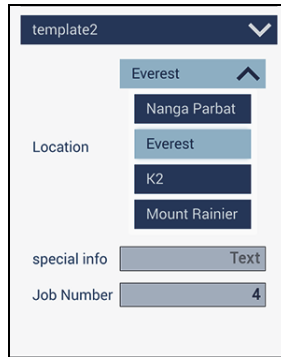 template2
Everest
Nanga Parbat
Location
Everest
K2
Mount Rainier
special info
Text
Job Number
4